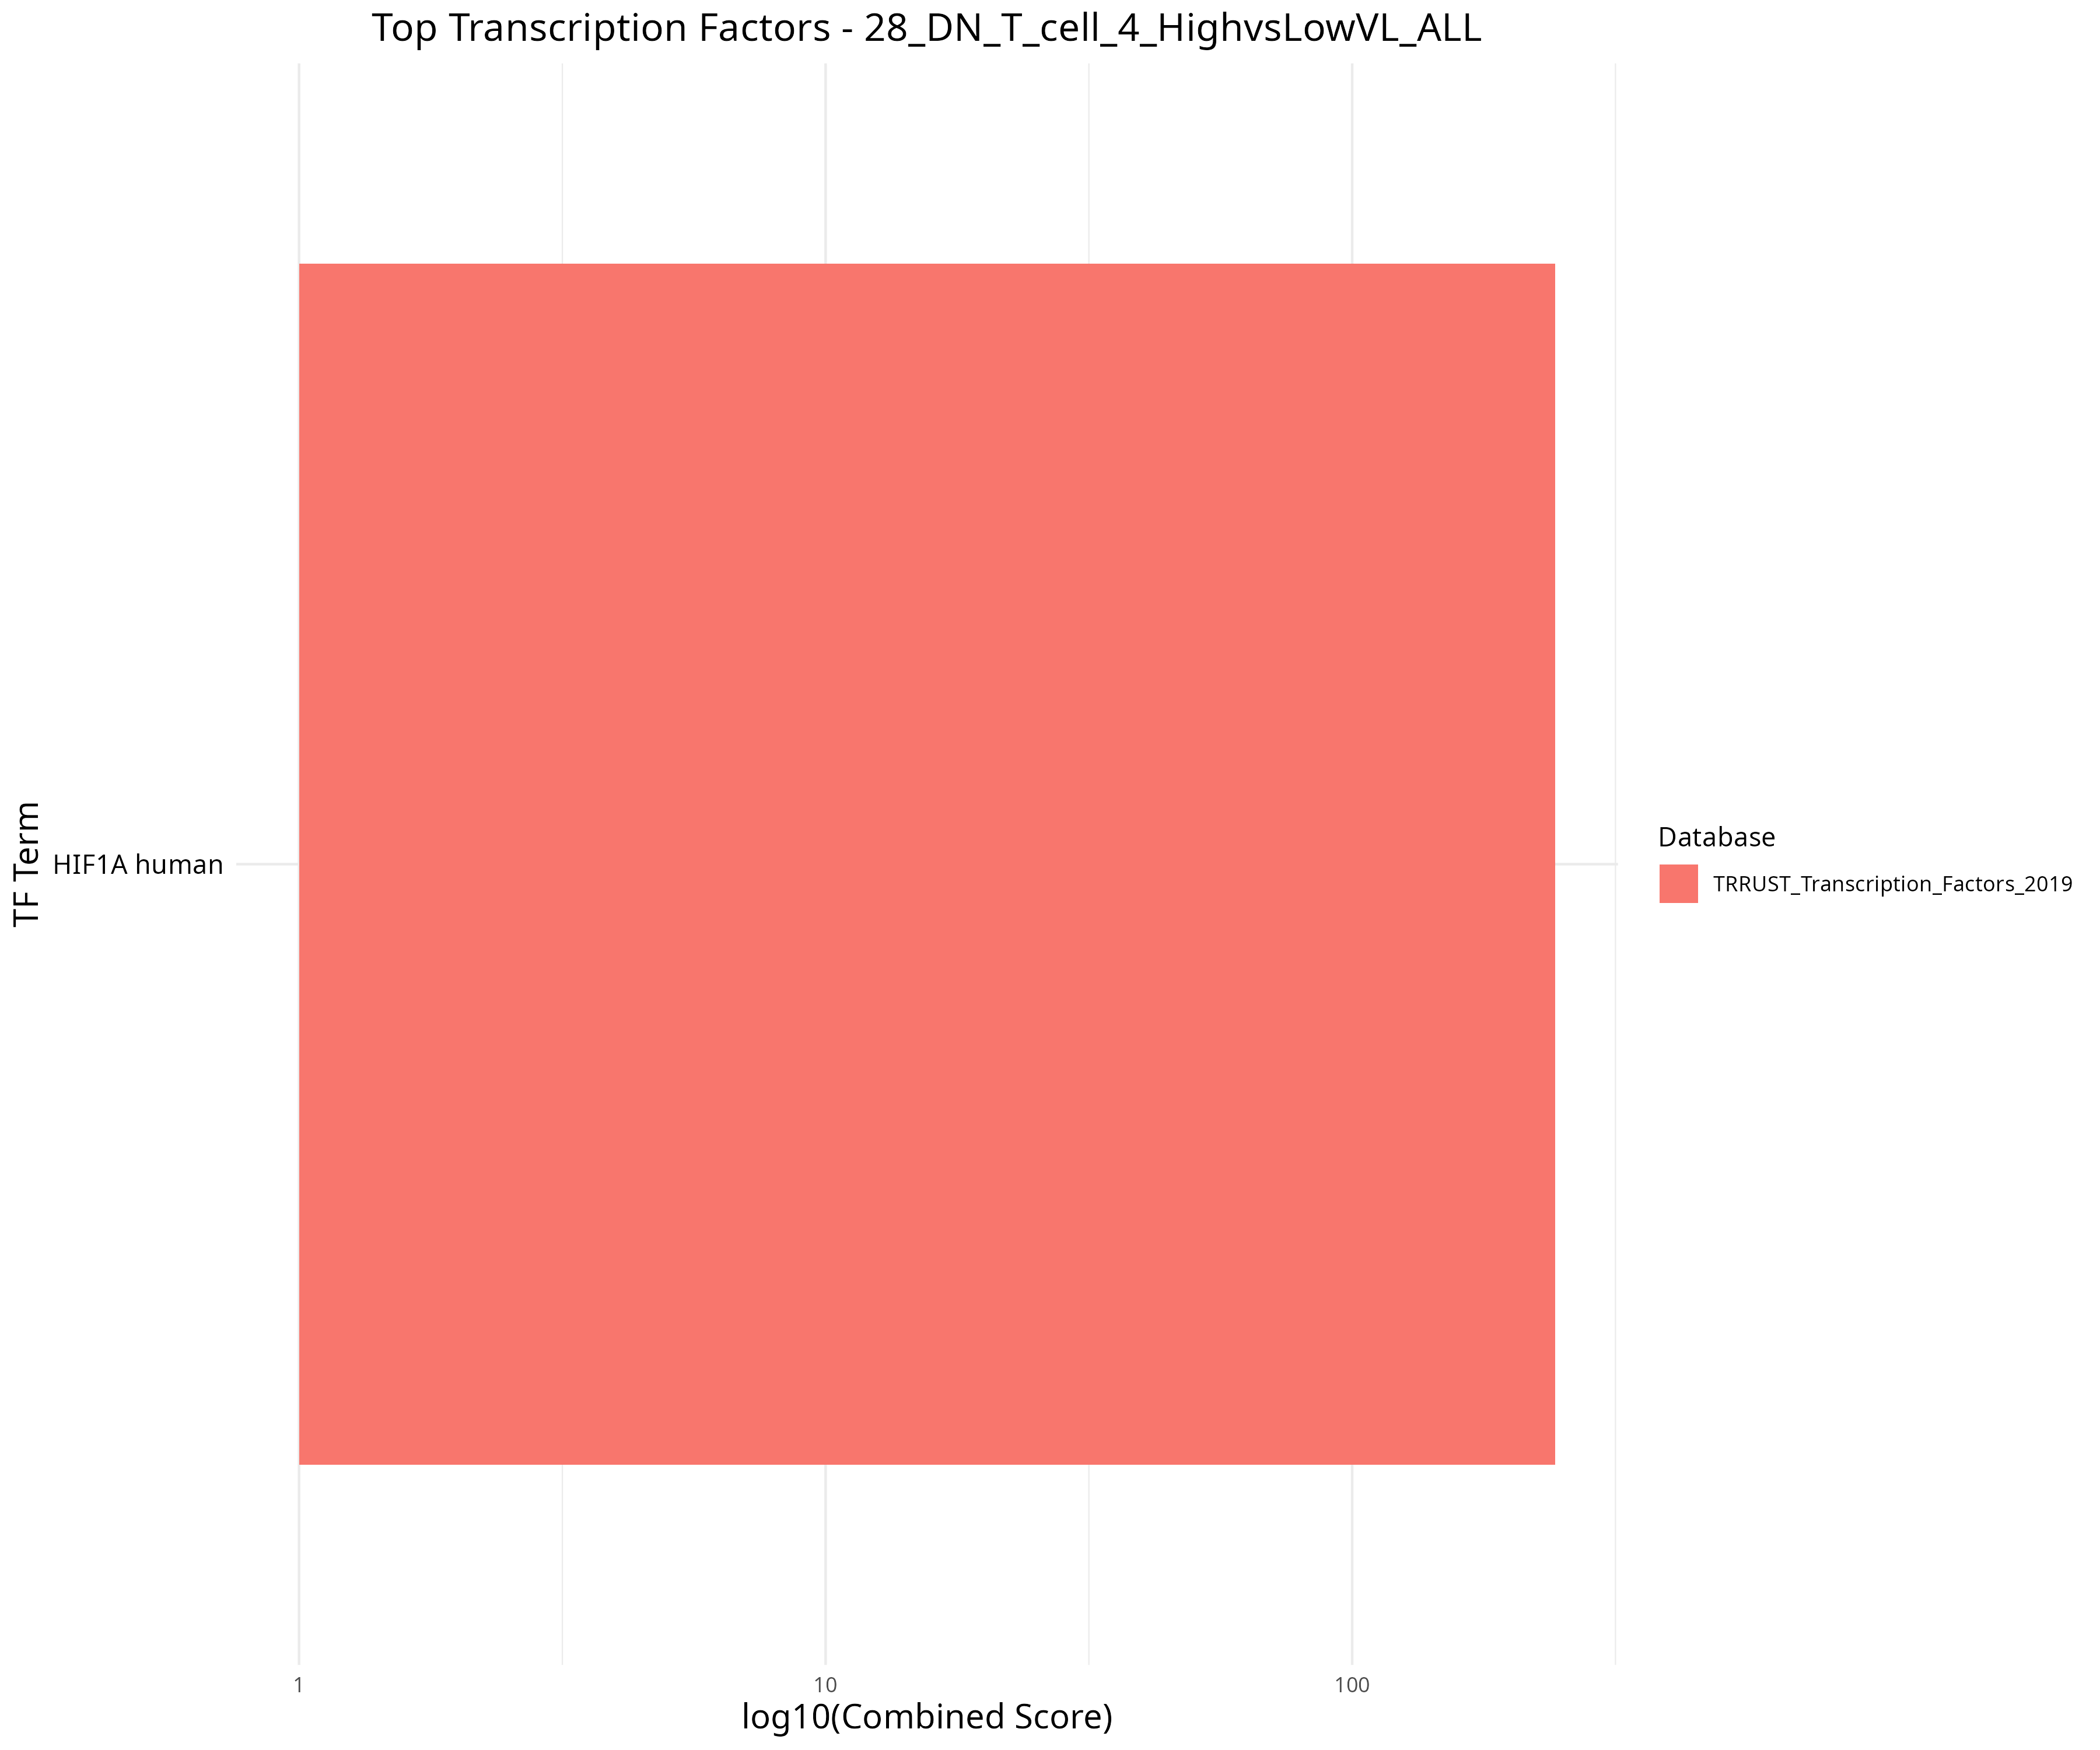 Top Transcription Factors - 28_DN_T_cell_4_HighvsLowVL_ALL
TF Term
HIF1A human
1
10
100
log10(Combined Score)
Database
TRRUST_Transcription_Factors_2019